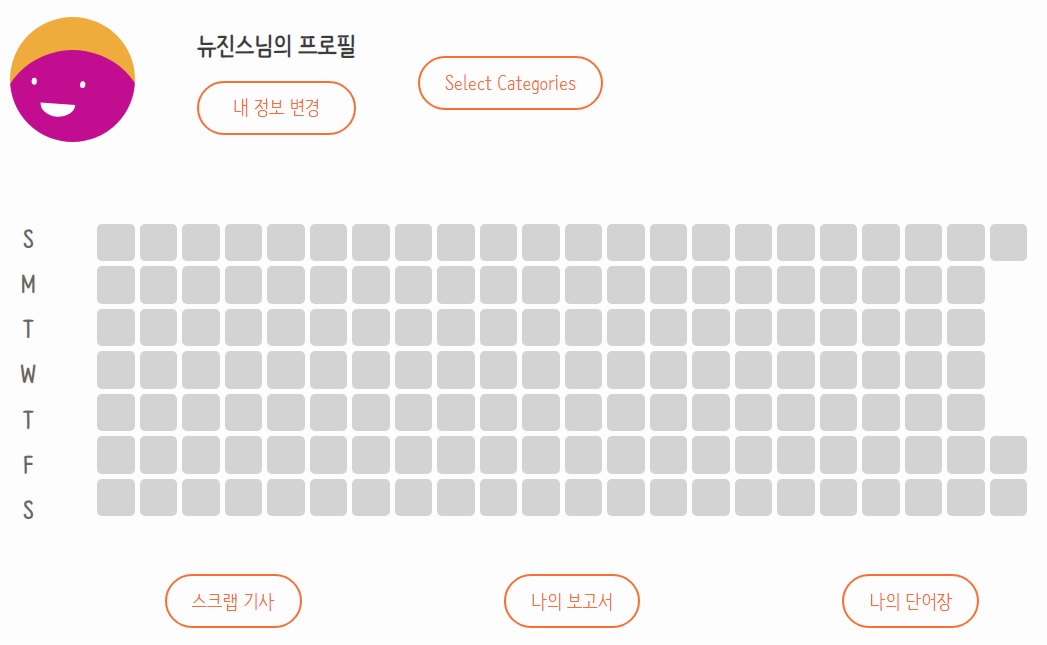 뉴진스님의 프로필
내 정보 변경
Select Categories
S
M
T
W
T
F
S
스크랩 기사
나의 보고서
나의 단어장